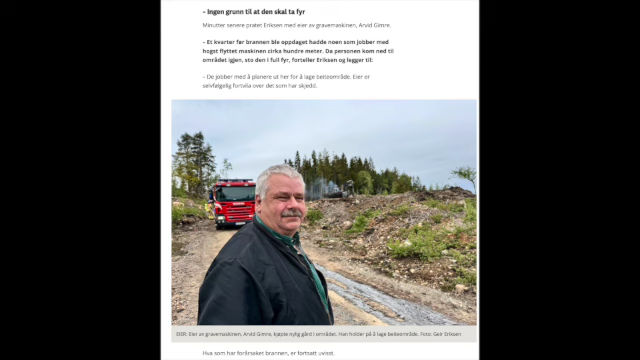 - Ingen grunn til at den skal ta fyr
Minutter senere pratet Eriksen med eier av gravemaskinen, Arvid Gimre.
- Et kvarter før brannen ble oppdaget hadde noen som jobber med
hogst flyttet maskinen cirka hundre meter. Da personen kom ned til
området igjen, sto den i full fyr, forteller Eriksen og legger til:
- De jobber med å planere ut her for å lage beiteområde. Eier er
selvfølgelig fortvila over det som har skjedd.
EIER: Eier av gravemaskinen, Arvid Gimre, kjøpte nylig gård i området. Han holder på å lage beiteområde. Foto: Geir Eriksen
Hva som har forårsaket brannen, er fortsatt uvisst.